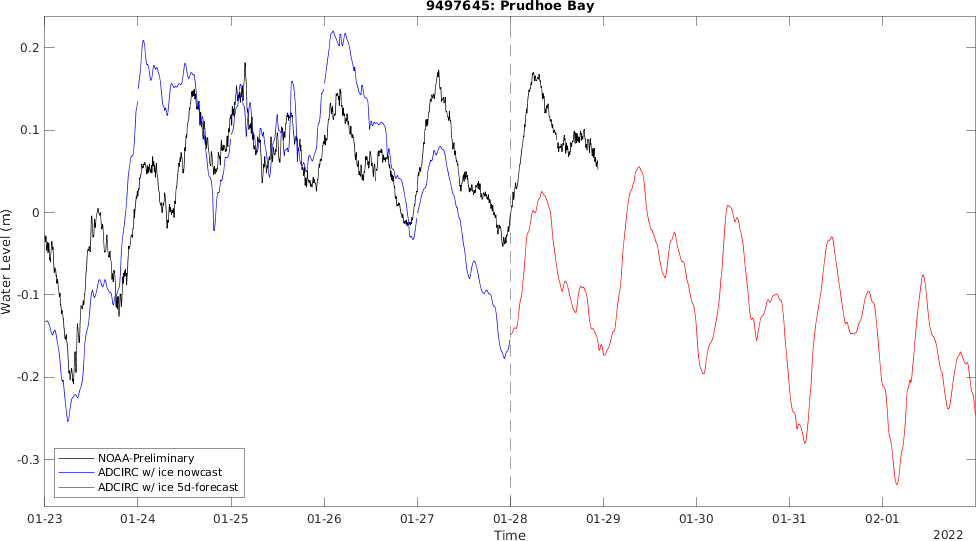 9497645: Prudhoe Bay
Water Level (m)
0.2
0.1
0
-0.1
-0.2
-0.3
NOAA-Preliminary
ADCIRC w/ ice nowcast
ADCIRC w/ ice 5d-forecast
01-23 01-24 01-25 01-26 01-27 01-28 01-29 01-30 01-31 02-01
Time
2022